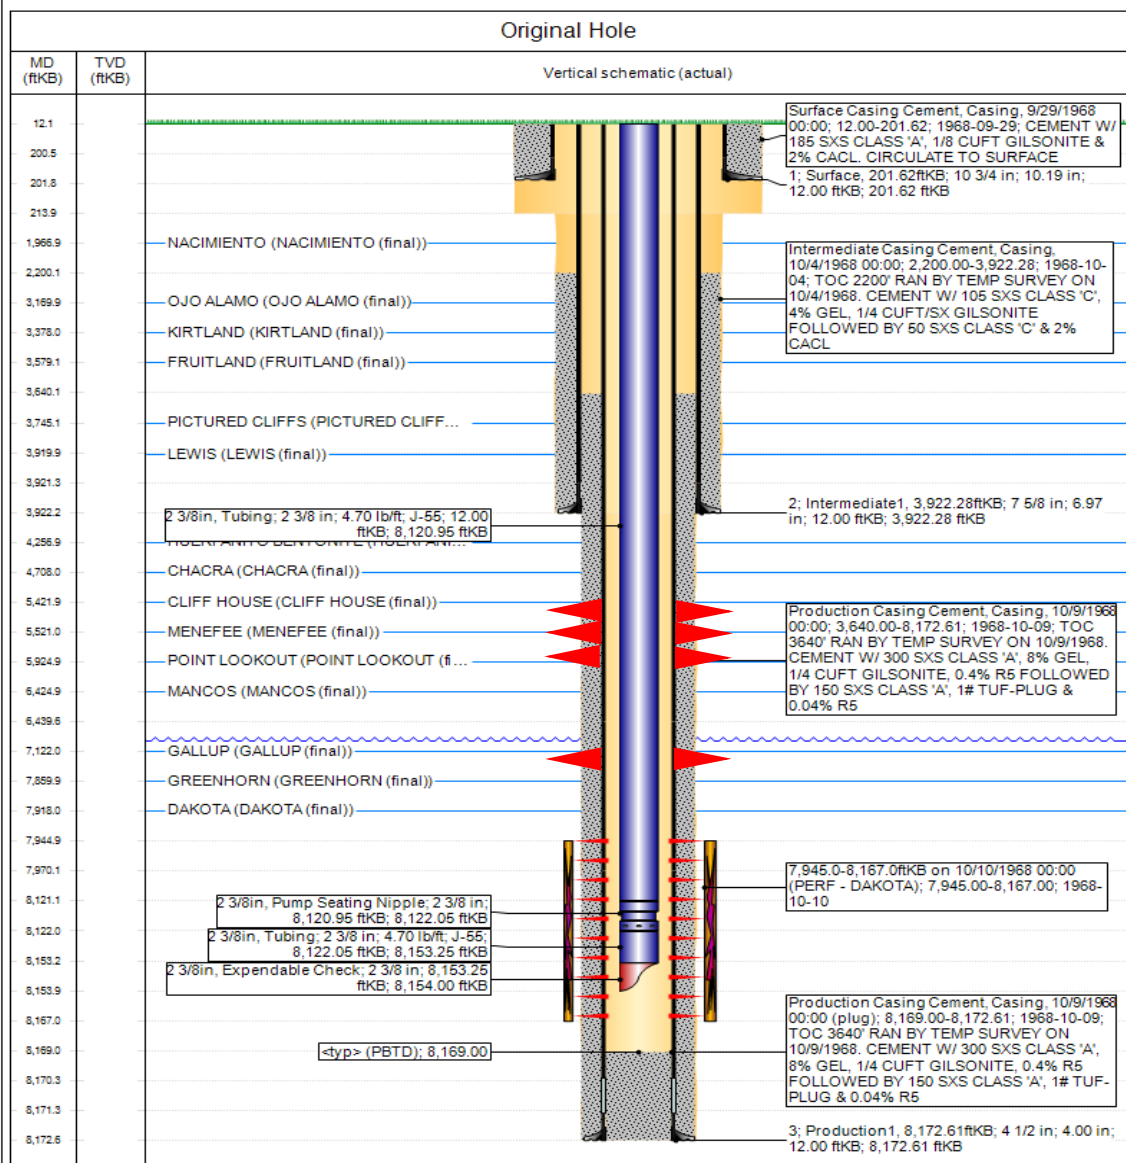 Original Hole
MD
(ftKB)
TVD
(ftKB)
Vertical schematic (actual)
12.1
200.5
201.8
213.9
1,966.9
2,200.1
3,169.9
3,378.0
3,579.1
3,640.1
3,745.1
3,919.9
3,921.3
3,922.2
4,256.9
4,708.0
5,421.9
5,521.0
5,924.9
6,424.9
6,439.6
7,122.0
7,859.9
7,918.0
7,944.9
7,970.1
8,121.1
8,122.0
8,153.2
8,153.9
8,167.0
8,169.0
8,170.3
8,171.3
8,172.6
NACIMIENTO (NACIMIENTO (final))
OJO ALAMO (OJO ALAMO (final))
KIRTLAND (KIRTLAND (final))
FRUITLAND (FRUITLAND (final))
PICTURED CLIFFS (PICTURED CLIFF...
LEWIS (LEWIS (final))
2 3/8in, Tubing; 2 3/8 in; 4.70 lb/ft; J-55; 12.00
ftKB; 8,120.95 ftKB
CHACRA (CHACRA (final))
CLIFF HOUSE (CLIFF HOUSE (final))
MENEFEE (MENEFEE (final))
POINT LOOKOUT (POINT LOOKOUT (fi...
MANCOS (MANCOS (final))
GALLUP (GALLUP (final))
GREENHORN (GREENHORN (final))
DAKOTA (DAKOTA (final))
2 3/8in, Pump Seating Nipple; 2 3/8 in;
8,120.95 ftKB; 8,122.05 ftKB
2 3/8in, Tubing; 2 3/8 in; 4.70 lb/ft; J-55;
8,122.05 ftKB; 8,153.25 ftKB
2 3/8in, Expendable Check; 2 3/8 in; 8,153.25
ftKB; 8,154.00 ftKB
<typ> (PBTD); 8,169.00
Surface Casing Cement, Casing, 9/29/1968
00:00; 12.00-201.62; 1968-09-29; CEMENT W/
185 SXS CLASS 'A', 1/8 CUFT GILSONITE &
2% CACL. CIRCULATE TO SURFACE
1; Surface, 201.62ftKB; 10 3/4 in; 10.19 in;
12.00 ftKB; 201.62 ftKB
Intermediate Casing Cement, Casing,
10/4/1968 00:00; 2,200.00-3,922.28; 1968-10-
04; TOC 2200' RAN BY TEMP SURVEY ON
10/4/1968. CEMENT W/ 105 SXS CLASS 'C',
4% GEL, 1/4 CUFT/SX GILSONITE
FOLLOWED BY 50 SXS CLASS 'C' & 2%
CACL
2; Intermediate1, 3,922.28ftKB; 7 5/8 in; 6.97
in; 12.00 ftKB; 3,922.28 ftKB
Production Casing Cement, Casing, 10/9/1968
00:00; 3,640.00-8,172.61; 1968-10-09; TOC
3640' RAN BY TEMP SURVEY ON 10/9/1968.
CEMENT W/ 300 SXS CLASS 'A', 8% GEL,
1/4 CUFT GILSONITE, 0.4% R5 FOLLOWED
BY 150 SXS CLASS 'A', 1# TUF-PLUG &
0.04% R5
7,945.0-8,167.0ftKB on 10/10/1968 00:00
(PERF - DAKOTA); 7,945.00-8,167.00; 1968-
10-10
Production Casing Cement, Casing, 10/9/1968
00:00 (plug); 8,169.00-8,172.61; 1968-10-09;
TOC 3640' RAN BY TEMP SURVEY ON
10/9/1968. CEMENT W/ 300 SXS CLASS 'A',
8% GEL, 1/4 CUFT GILSONITE, 0.4% R5
FOLLOWED BY 150 SXS CLASS 'A', 1# TUF-
PLUG & 0.04% R5
3; Production1, 8,172.61ftKB; 4 1/2 in; 4.00 in;
12.00 ftKB; 8,172.61 ftKB